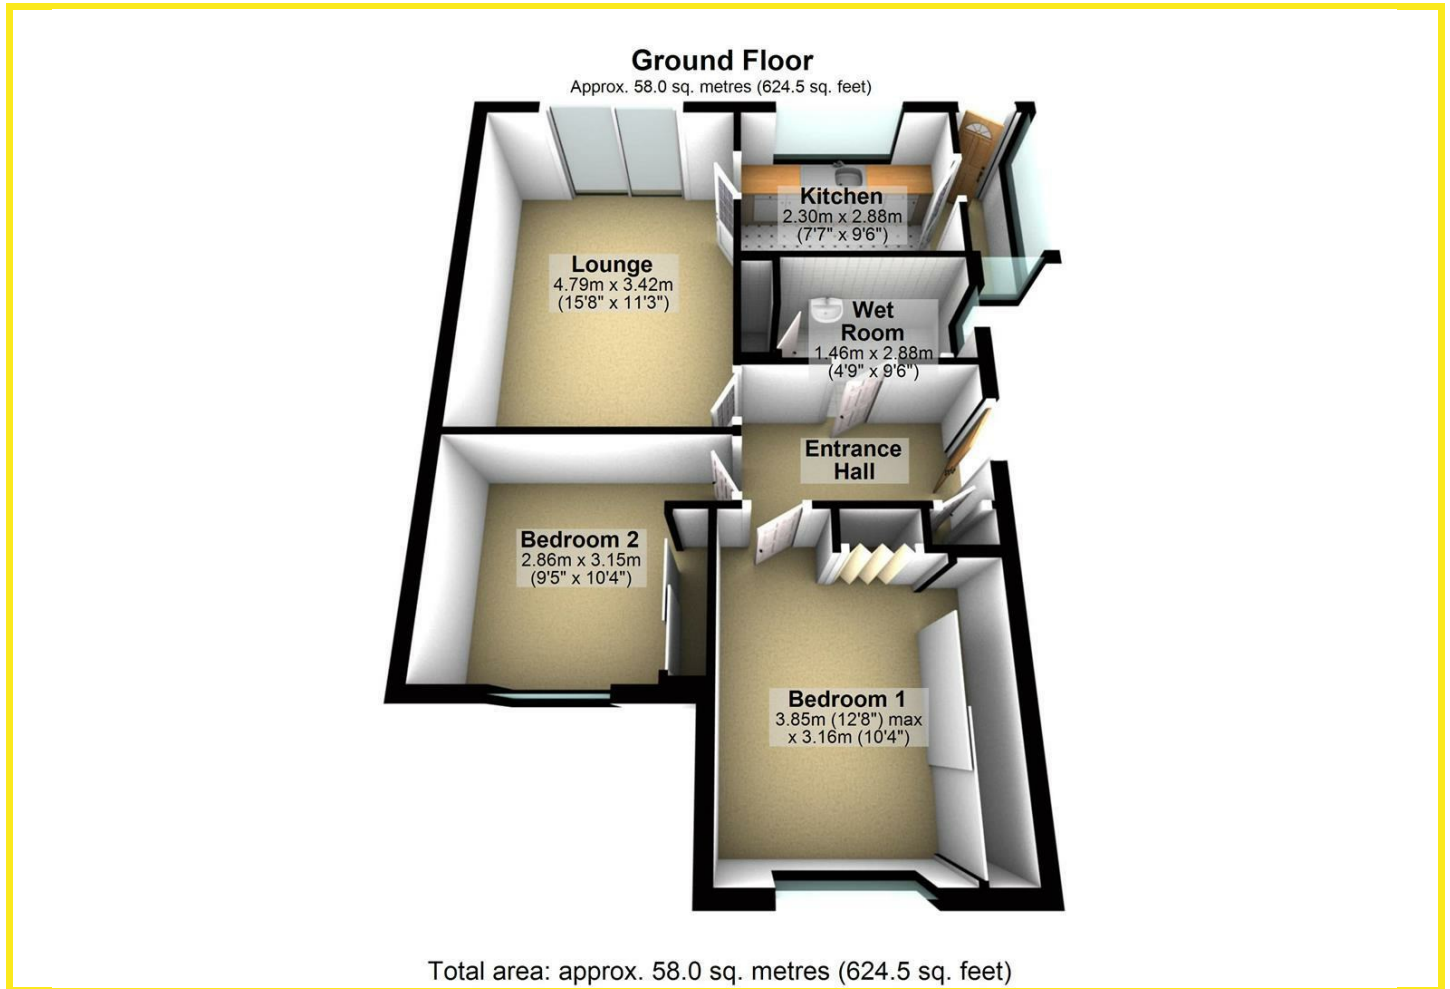 Ground Floor
Approx. 58.0 sq. metres (624.5 sq. feet)
Kitchen
2.30m x 2.88m
(7'7" x 9'6")
Lounge
4.79m x 3.42m
(15'8" x 11'3")
Wet
Room
1.46m x 2.88m
(4'9" x 9'6")
Entrance
Hall
Bedroom 2
2.86m x 3.15m
(9'5" x 10'4")
Bedroom 1
3.85m (12'8") max
x 3.16m (10'4")
Total area: approx. 58.0 sq. metres (624.5 sq. feet)